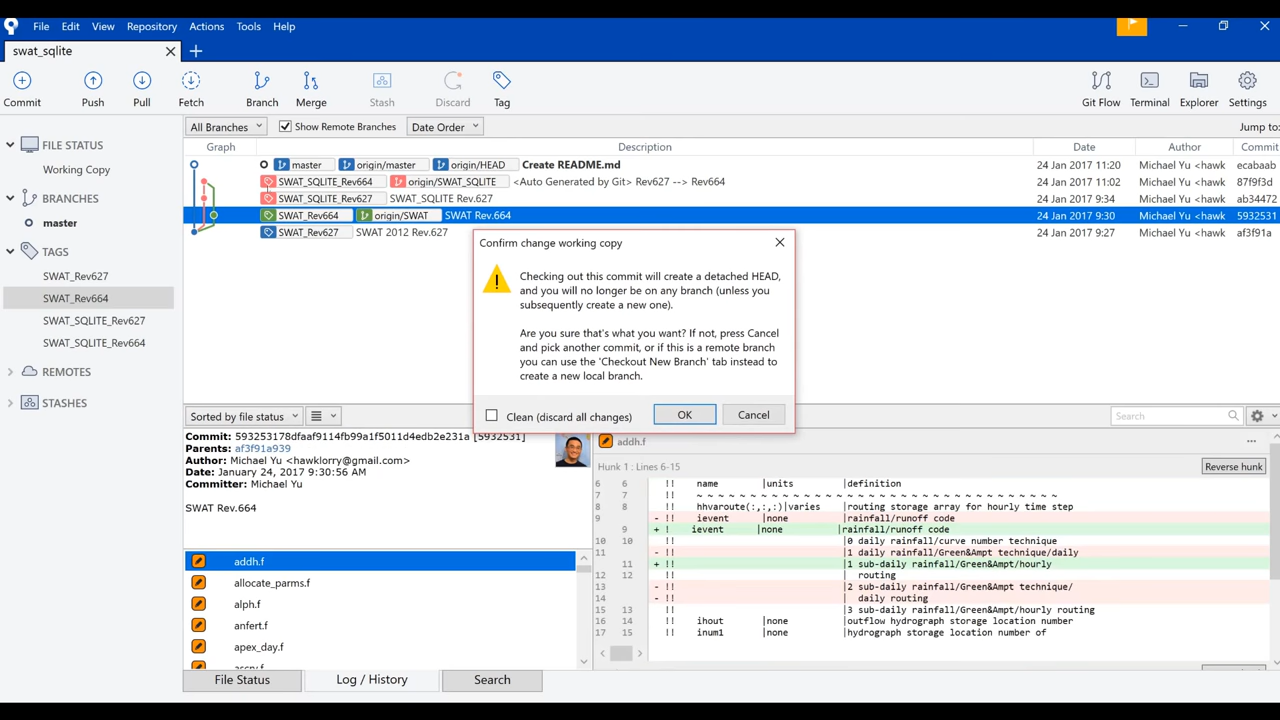 File Edit View Repository Actions Tools Help
swat_sqlite
Commit Push Pull Fetch Branch Merge Stash Discard Tag Git Flow Terminal Explorer Settings
All Branches Show Remote Branches Date Order Jump to:
Graph Description Date Author Commit
master origin/master origin/HEAD Create README.md 24 Jan 2017 11:20 Michael Yu <hawk ecabaab
SWAT_SQLITE_Rev664 origin/SWAT_SQLITE <Auto Generated by Git> Rev627 --> Rev664 24 Jan 2017 11:02 Michael Yu <hawk 87f9f3d
SWAT_SQLITE_Rev627 SWAT_SQLITE Rev.627 24 Jan 2017 9:34 Michael Yu <hawk ab34472
SWAT_Rev664 origin/SWAT SWAT Rev.664 24 Jan 2017 9:30 Michael Yu <hawk 5932531
SWAT_Rev627 SWAT 2012 Rev.627 24 Jan 2017 9:27 Michael Yu <hawk af3f91a
FILE STATUS
Working Copy
BRANCHES
master
TAGS
SWAT_Rev627
SWAT_Rev664
SWAT_SQLITE_Rev627
SWAT_SQLITE_Rev664
REMOTES
STASHES
Confirm change working copy
Checking out this commit will create a detached HEAD,
and you will no longer be on any branch (unless you
subsequently create a new one).
Are you sure that's what you want? If not, press Cancel
and pick another commit, or if this is a remote branch
you can use the 'Checkout New Branch' tab instead to
create a new local branch.
Clean (discard all changes) OK Cancel
Sorted by file status Search
Commit: 593253178dfaaf9114fb99a1f5011d4edb2e231a [5932531]
Parents: af3f91a939
Author: Michael Yu <hawklorry@gmail.com>
Date: January 24, 2017 9:30:56 AM
Committer: Michael Yu
SWAT Rev.664
addh.f
allocate_parms.f
alph.f
anfert.f
apex_day.f
ascrv.f
addh.f
Hunk 1 : Lines 6-15 Reverse hunk
6 6 !! name |units |definition
7 7 !! ~ ~ ~ ~ ~ ~ ~ ~ ~ ~ ~ ~ ~ ~ ~ ~ ~ ~ ~ ~ ~ ~ ~ ~ ~ ~ ~ ~ ~ ~ ~ ~ ~ ~
8 8 !! hhvaroute(:,:,:)|varies |routing storage array for hourly time step
9 - !! ievent |none |rainfall/runoff code
9 + ! ievent |none |rainfall/runoff code
10 10 !! |0 daily rainfall/curve number technique
11 - !! |1 daily rainfall/Green&Ampt technique/daily
11 + !! |1 sub-daily rainfall/Green&Ampt/hourly
12 12 !! | routing
13 - !! |2 sub-daily rainfall/Green&Ampt technique/
14 - !! | daily routing
15 13 !! |3 sub-daily rainfall/Green&Ampt/hourly routing
16 14 !! ihout |none |outflow hydrograph storage location number
17 15 !! inum1 |none |hydrograph storage location number of
File Status Log / History Search